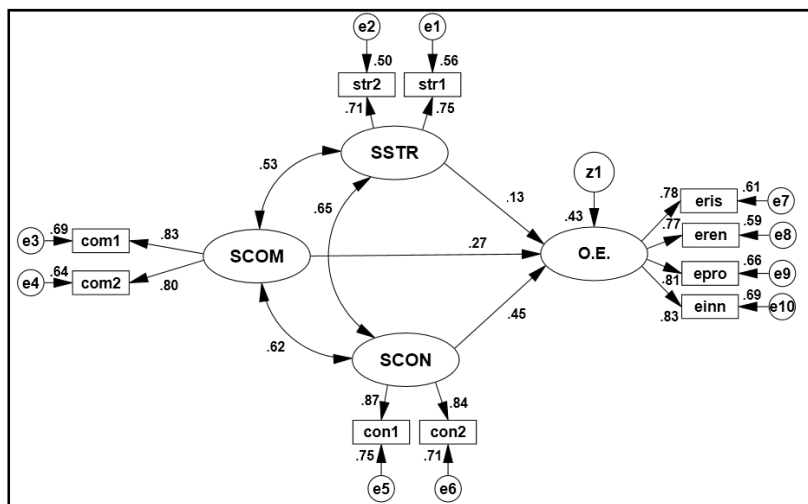 e2
e1
.50
.56
str2
str1
.71
.75
SSTR
.53
z1
.78
.61
eris
e7
.13
.65
.43
.77
.59
eren
e8
.69
.83
e3
com1
SCOM
.27
O.E.
.64
e4
com2
.80
.66
epro
e9
.81
.69
einn
e10
.83
.62
SCON
.45
.87
.84
con1
con2
.75
.71
e5
e6